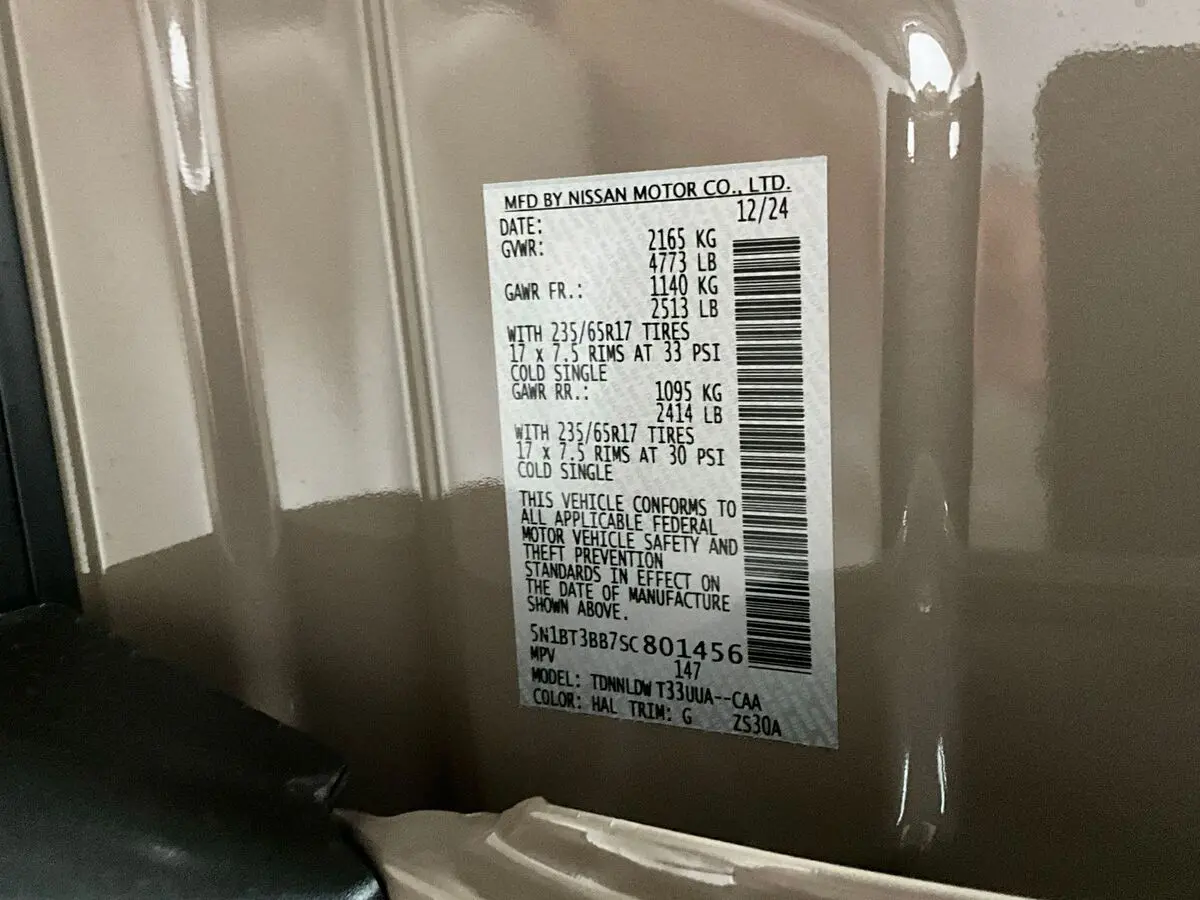 MFD BY NISSAN MOTOR CO., LTD.
DATE: 12/24
GVWR: 2165 KG
4773 LB
GAWR FR.: 1140 KG
2513 LB
WITH 235/65R17 TIRES
17 x 7.5 RIMS AT 33 PSI
COLD SINGLE
GAWR RR.: 1095 KG
2414 LB
WITH 235/65R17 TIRES
17 x 7.5 RIMS AT 30 PSI
COLD SINGLE
THIS VEHICLE CONFORMS TO
ALL APPLICABLE FEDERAL
MOTOR VEHICLE SAFETY AND
THEFT PREVENTION
STANDARDS IN EFFECT ON
THE DATE OF MANUFACTURE
SHOWN ABOVE.
5N1BT3BB7SC801456
MPV 147
MODEL: TDNNLDW T33UUA--CAA
COLOR: HAL TRIM: G ZS30A